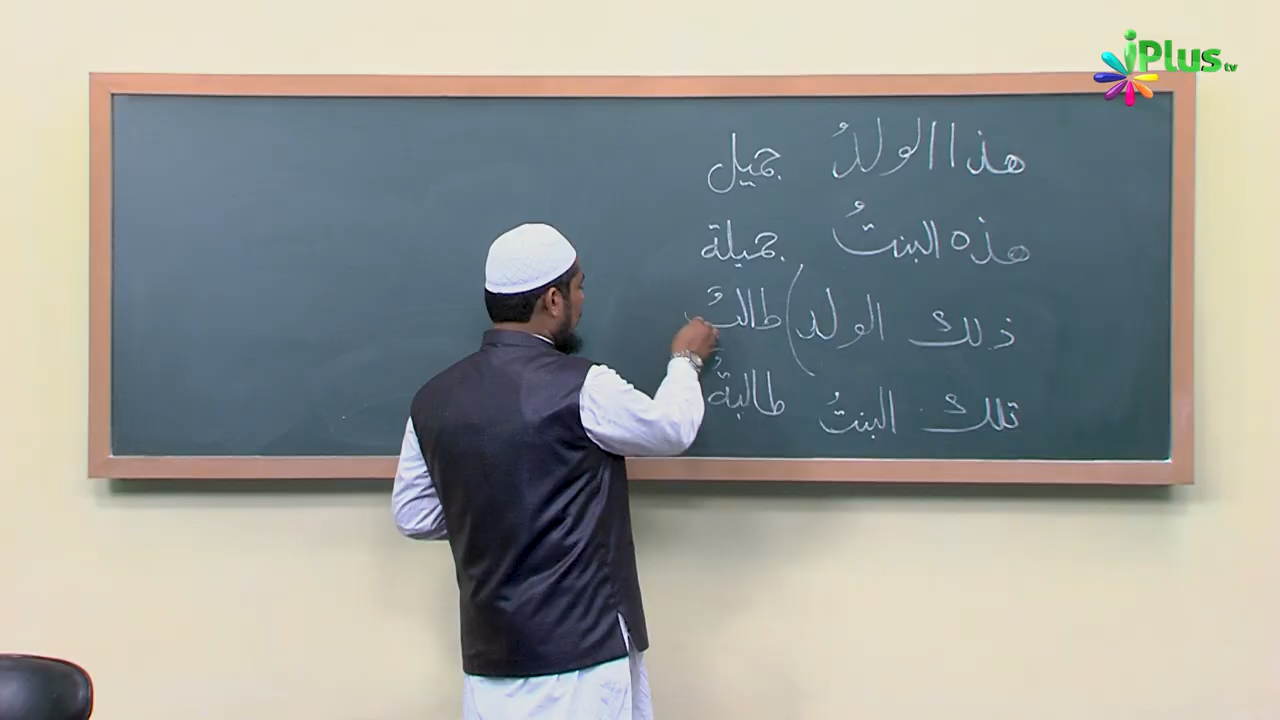 iPlus tv
هذا الولدُ جميل
هذه البنتُ جميلة
ذلك الولد) طالبٌ
تلك البنتُ طالبةٌ